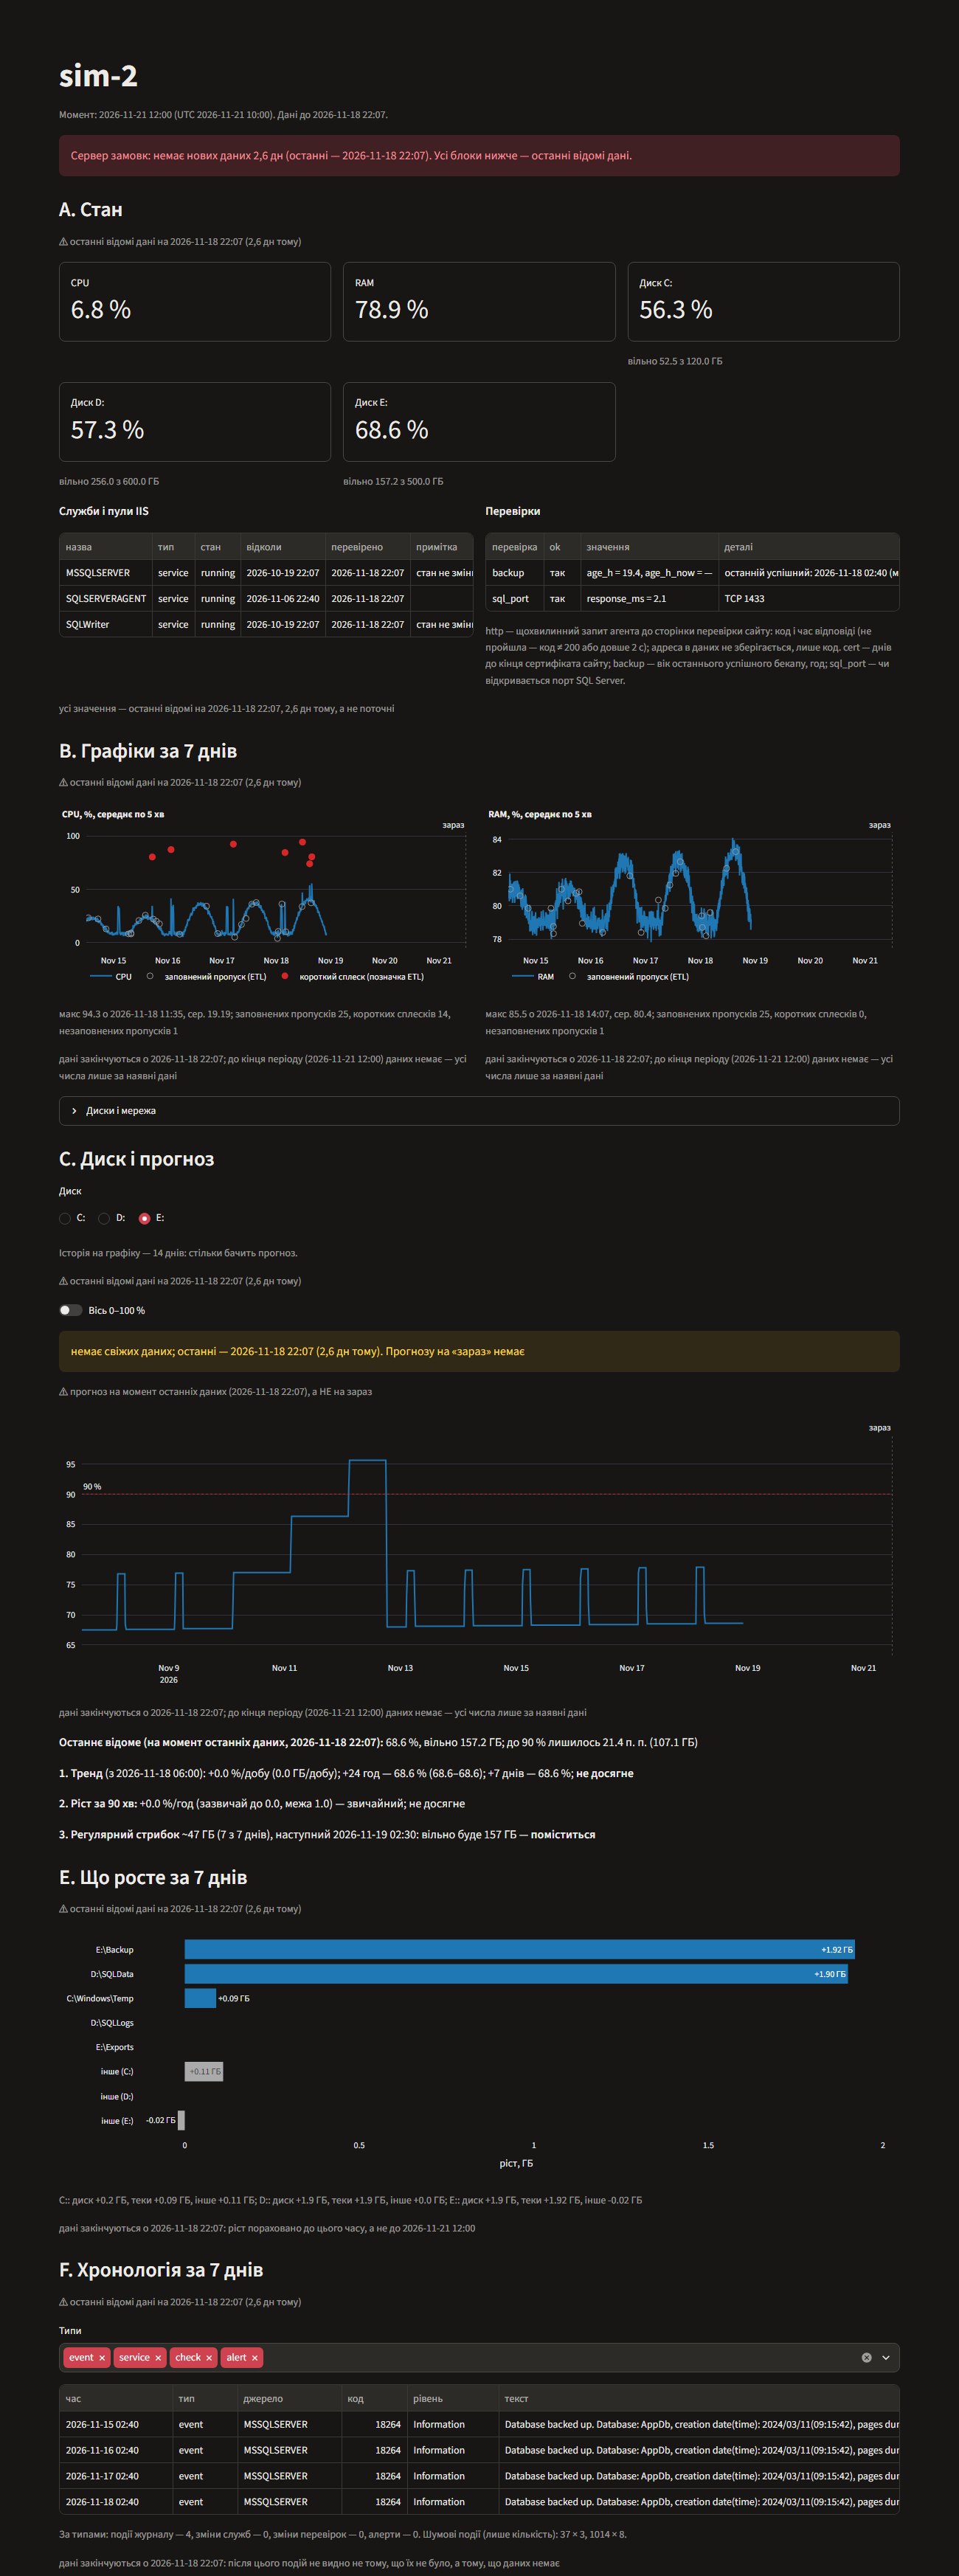 sim-2
Момент: 2026-11-21 12:00 (UTC 2026-11-21 10:00). Дані до 2026-11-18 22:07.
Сервер замовк: немає нових даних 2,6 дн (останні — 2026-11-18 22:07). Усі блоки нижче — останні відомі дані.
A. Стан
⚠ останні відомі дані на 2026-11-18 22:07 (2,6 дн тому)
CPU
6.8 %
RAM
78.9 %
Диск C:
56.3 %
вільно 52.5 з 120.0 ГБ
Диск D:
57.3 %
вільно 256.0 з 600.0 ГБ
Диск E:
68.6 %
вільно 157.2 з 500.0 ГБ
Служби і пули IIS
назва тип стан відколи перевірено примітка
MSSQLSERVER service running 2026-10-19 22:07 2026-11-18 22:07 стан не змін
SQLSERVERAGENT service running 2026-11-06 22:40 2026-11-18 22:07
SQLWriter service running 2026-10-19 22:07 2026-11-18 22:07 стан не змін
Перевірки
перевірка ok значення деталі
backup так age_h = 19.4, age_h_now = — останній успішний: 2026-11-18 02:40 (м
sql_port так response_ms = 2.1 TCP 1433
http — щохвилинний запит агента до сторінки перевірки сайту: код і час відповіді (не
пройшла — код ≠ 200 або довше 2 с); адреса в даних не зберігається, лише код. cert — днів
до кінця сертифіката сайту; backup — вік останнього успішного бекапу, год; sql_port — чи
відкривається порт SQL Server.
усі значення — останні відомі на 2026-11-18 22:07, 2,6 дн тому, а не поточні
B. Графіки за 7 днів
⚠ останні відомі дані на 2026-11-18 22:07 (2,6 дн тому)
CPU, %, середнє по 5 хв
зараз
100
50
0
Nov 15 Nov 16 Nov 17 Nov 18 Nov 19 Nov 20 Nov 21
CPU заповнений пропуск (ETL) короткий сплеск (позначка ETL)
макс 94.3 о 2026-11-18 11:35, сер. 19.19; заповнених пропусків 25, коротких сплесків 14,
незаповнених пропусків 1
дані закінчуються о 2026-11-18 22:07; до кінця періоду (2026-11-21 12:00) даних немає — усі
числа лише за наявні дані
RAM, %, середнє по 5 хв
зараз
84
82
80
78
Nov 15 Nov 16 Nov 17 Nov 18 Nov 19 Nov 20 Nov 21
RAM заповнений пропуск (ETL)
макс 85.5 о 2026-11-18 14:07, сер. 80.4; заповнених пропусків 25, коротких сплесків 0,
незаповнених пропусків 1
дані закінчуються о 2026-11-18 22:07; до кінця періоду (2026-11-21 12:00) даних немає — усі
числа лише за наявні дані
Диски і мережа
C. Диск і прогноз
Диск
C: D: E:
Історія на графіку — 14 днів: стільки бачить прогноз.
⚠ останні відомі дані на 2026-11-18 22:07 (2,6 дн тому)
Вісь 0–100 %
немає свіжих даних; останні — 2026-11-18 22:07 (2,6 дн тому). Прогнозу на «зараз» немає
⚠ прогноз на момент останніх даних (2026-11-18 22:07), а НЕ на зараз
зараз
95
90 %
90
85
80
75
70
65
Nov 9 Nov 11 Nov 13 Nov 15 Nov 17 Nov 19 Nov 21
2026
дані закінчуються о 2026-11-18 22:07; до кінця періоду (2026-11-21 12:00) даних немає — усі числа лише за наявні дані
Останнє відоме (на момент останніх даних, 2026-11-18 22:07): 68.6 %, вільно 157.2 ГБ; до 90 % лишилось 21.4 п. п. (107.1 ГБ)
1. Тренд (з 2026-11-18 06:00): +0.0 %/добу (0.0 ГБ/добу); +24 год — 68.6 % (68.6–68.6); +7 днів — 68.6 %; не досягне
2. Ріст за 90 хв: +0.0 %/год (зазвичай до 0.0, межа 1.0) — звичайний; не досягне
3. Регулярний стрибок ~47 ГБ (7 з 7 днів), наступний 2026-11-19 02:30: вільно буде 157 ГБ — поміститься
E. Що росте за 7 днів
⚠ останні відомі дані на 2026-11-18 22:07 (2,6 дн тому)
E:\Backup +1.92 ГБ
D:\SQLData +1.90 ГБ
C:\Windows\Temp +0.09 ГБ
D:\SQLLogs
E:\Exports
інше (C:) +0.11 ГБ
інше (D:)
інше (E:) -0.02 ГБ
0 0.5 1 1.5 2
ріст, ГБ
C:: диск +0.2 ГБ, теки +0.09 ГБ, інше +0.11 ГБ; D:: диск +1.9 ГБ, теки +1.9 ГБ, інше +0.0 ГБ; E:: диск +1.9 ГБ, теки +1.92 ГБ, інше -0.02 ГБ
дані закінчуються о 2026-11-18 22:07: ріст пораховано до цього часу, а не до 2026-11-21 12:00
F. Хронологія за 7 днів
⚠ останні відомі дані на 2026-11-18 22:07 (2,6 дн тому)
Типи
event service check alert
час тип джерело код рівень текст
2026-11-15 02:40 event MSSQLSERVER 18264 Information Database backed up. Database: AppDb, creation date(time): 2024/03/11(09:15:42), pages dur
2026-11-16 02:40 event MSSQLSERVER 18264 Information Database backed up. Database: AppDb, creation date(time): 2024/03/11(09:15:42), pages dur
2026-11-17 02:40 event MSSQLSERVER 18264 Information Database backed up. Database: AppDb, creation date(time): 2024/03/11(09:15:42), pages dur
2026-11-18 02:40 event MSSQLSERVER 18264 Information Database backed up. Database: AppDb, creation date(time): 2024/03/11(09:15:42), pages dur
За типами: події журналу — 4, зміни служб — 0, зміни перевірок — 0, алерти — 0. Шумові події (лише кількість): 37 × 3, 1014 × 8.
дані закінчуються о 2026-11-18 22:07: після цього подій не видно не тому, що їх не було, а тому, що даних немає